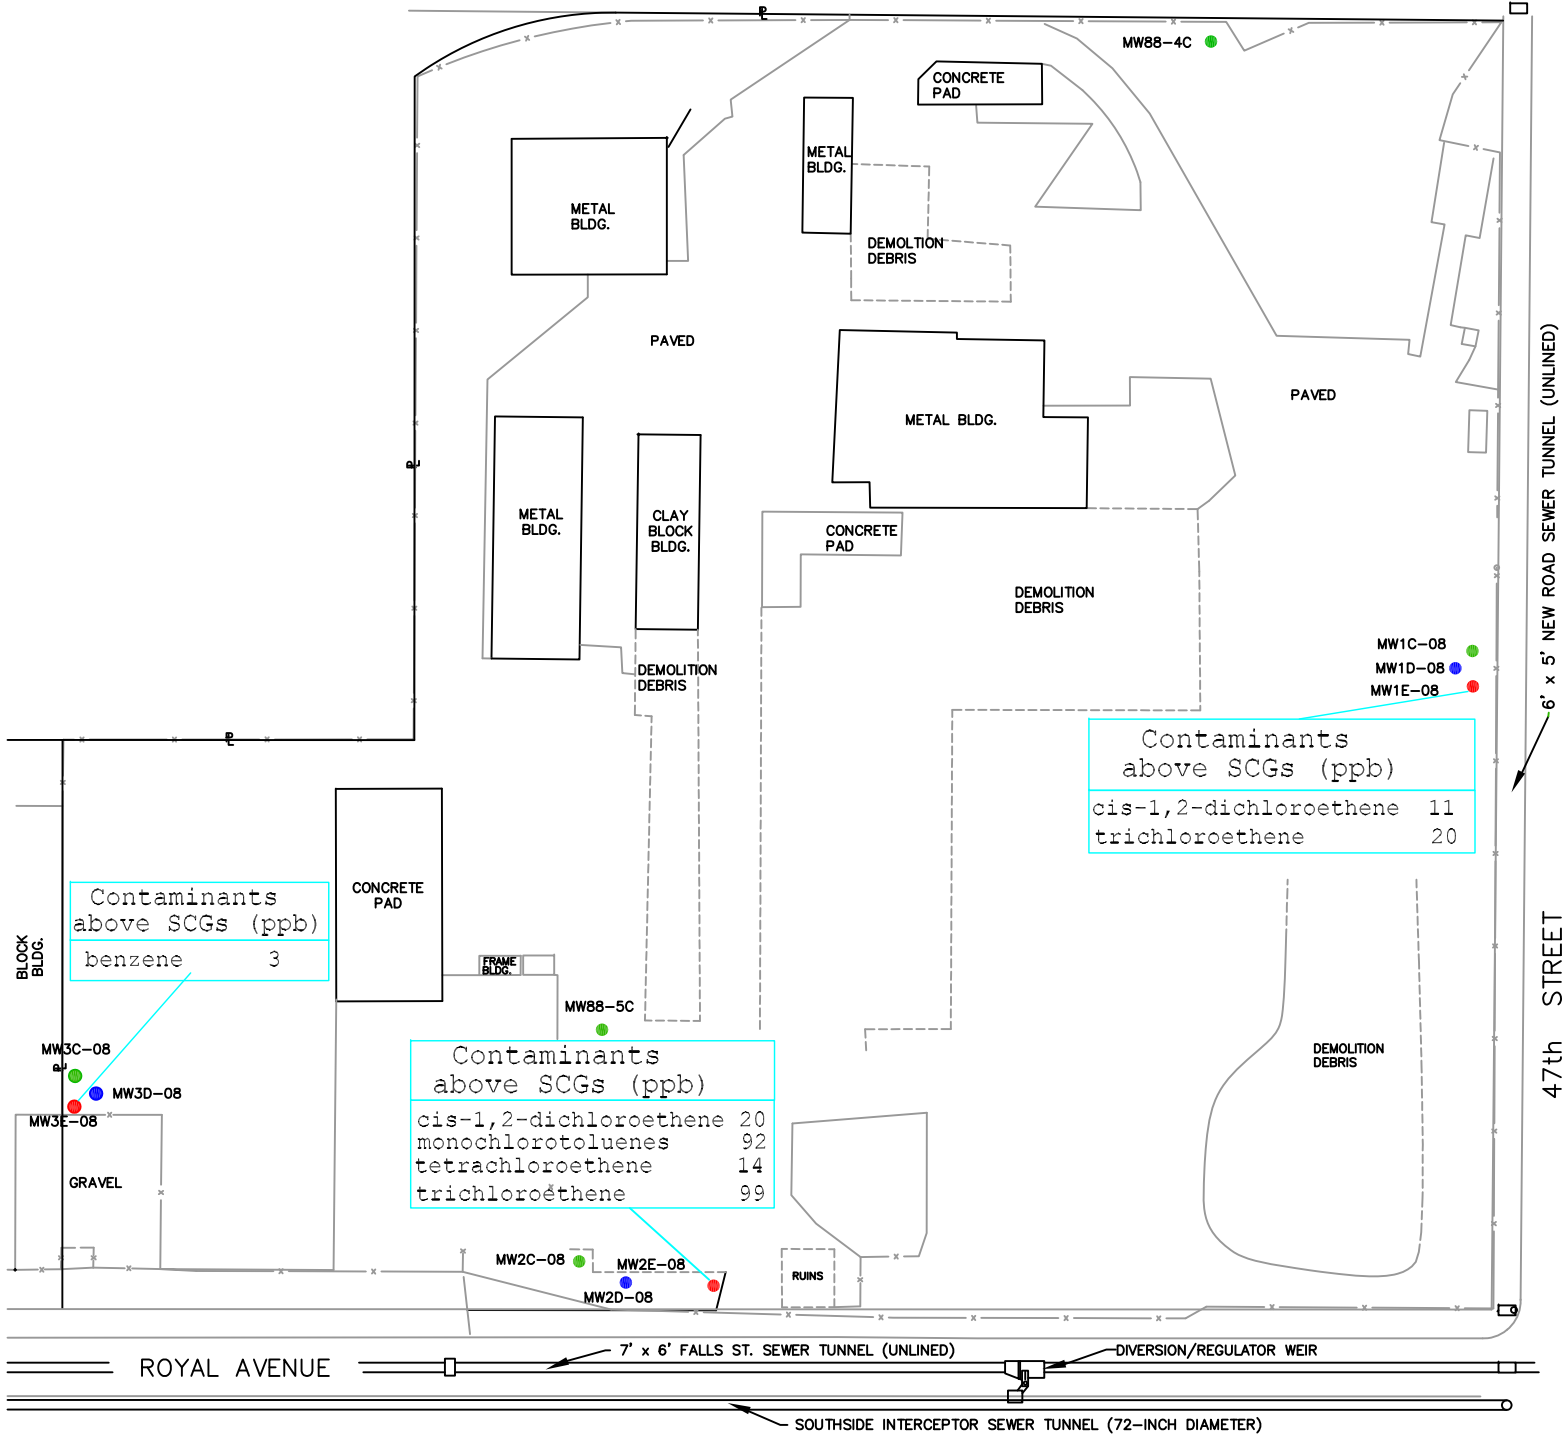 PL
MW88-4C
CONCRETE
PAD
METAL
BLDG.
METAL
BLDG.
DEMOLTION
DEBRIS
PAVED
PAVED
METAL BLDG.
6' x 5' NEW ROAD SEWER TUNNEL (UNLINED)
PL
METAL
BLDG.
CLAY
BLOCK
BLDG.
CONCRETE
PAD
DEMOLITION
DEBRIS
MW1C-08
MW1D-08
MW1E-08
DEMOLITION
DEBRIS
PL
Contaminants
above SCGs (ppb)
cis-1,2-dichloroethene 11
trichloroethene 20
CONCRETE
PAD
Contaminants
above SCGs (ppb)
benzene 3
BLOCK
BLDG.
FRAME
BLDG.
47th STREET
MW88-5C
MW3C-08
PL
MW3D-08
MW3E-08
DEMOLITION
DEBRIS
Contaminants
above SCGs (ppb)
cis-1,2-dichloroethene 20
monochlorotoluenes 92
tetrachloroethene 14
trichloroethene 99
GRAVEL
MW2C-08
MW2E-08
MW2D-08
RUINS
7' x 6' FALLS ST. SEWER TUNNEL (UNLINED)
DIVERSION/REGULATOR WEIR
ROYAL AVENUE
SOUTHSIDE INTERCEPTOR SEWER TUNNEL (72-INCH DIAMETER)